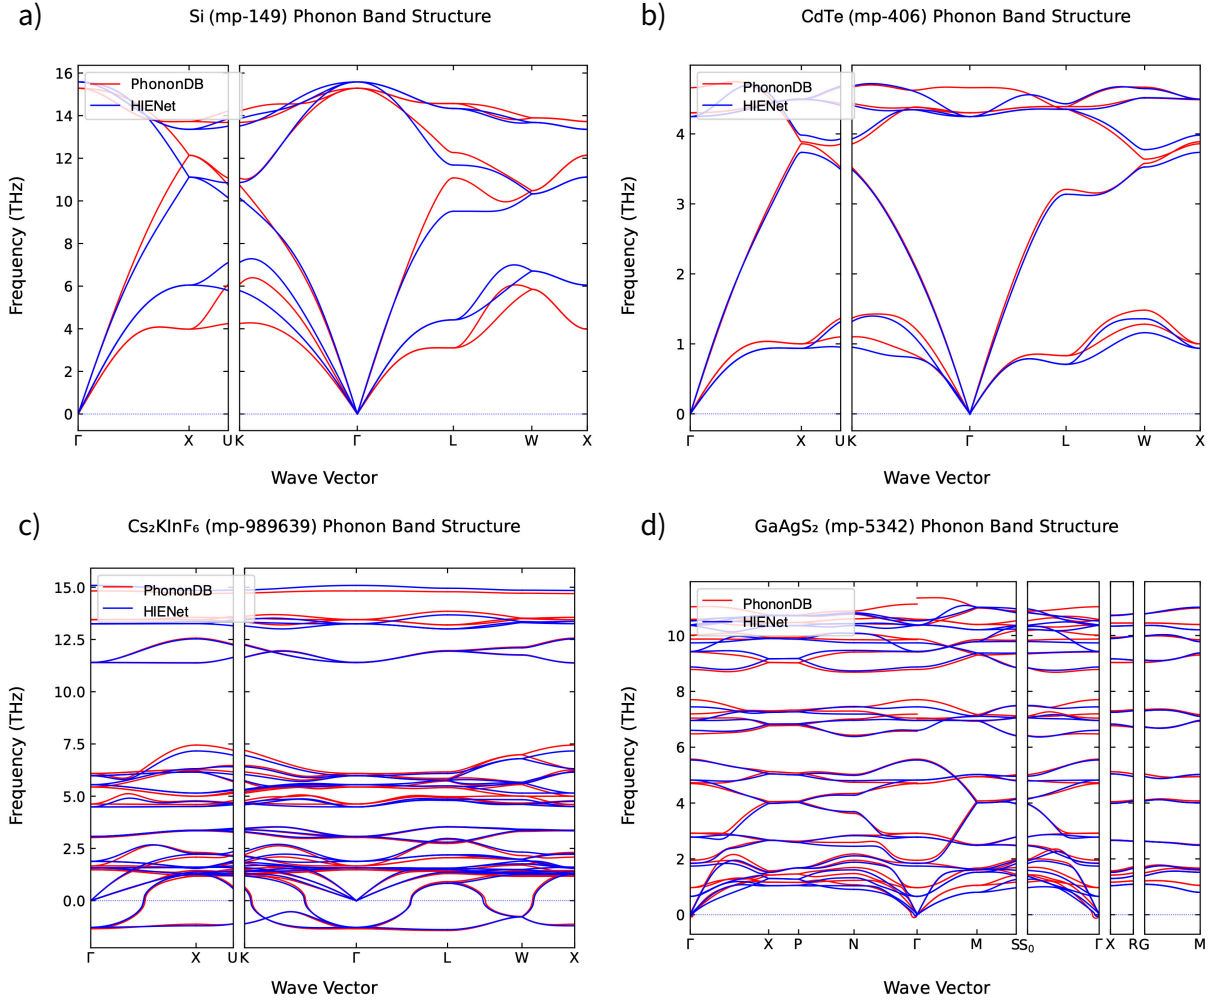 a)
Si (mp-149) Phonon Band Structure
PhononDB
HIENet
16
14
12
10
8
6
4
2
0
Frequency (THz)
Γ X U K Γ L W X
Wave Vector
b)
CdTe (mp-406) Phonon Band Structure
PhononDB
HIENet
4
3
2
1
0
Frequency (THz)
Γ X U K Γ L W X
Wave Vector
c)
Cs₂KInF₆ (mp-989639) Phonon Band Structure
PhononDB
HIENet
15.0
12.5
10.0
7.5
5.0
2.5
0.0
Frequency (THz)
Γ X U K Γ L W X
Wave Vector
d)
GaAgS₂ (mp-5342) Phonon Band Structure
PhononDB
HIENet
10
8
6
4
2
0
Frequency (THz)
Γ X P N Γ M S S₀ Γ X R G M
Wave Vector